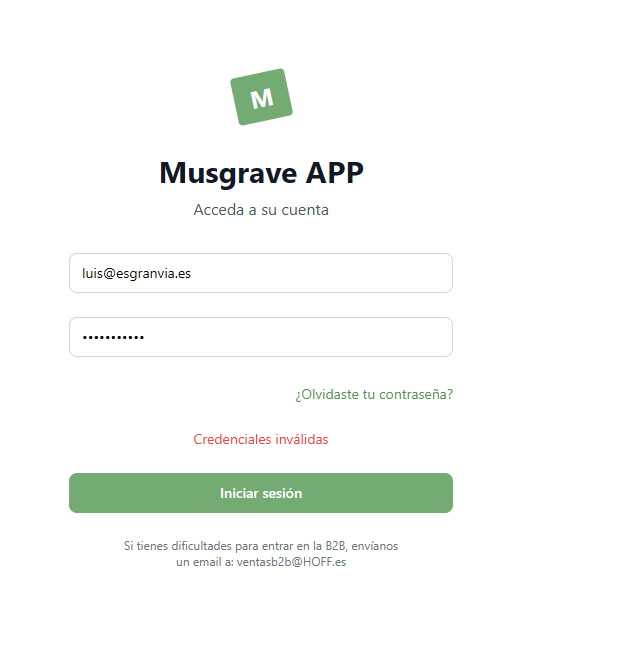 M
Musgrave APP
Acceda a su cuenta
luis@esgranvia.es
•••••••••••
¿Olvidaste tu contraseña?
Credenciales inválidas
Iniciar sesión
Si tienes dificultades para entrar en la B2B, envíanos
un email a: ventasb2b@HOFF.es